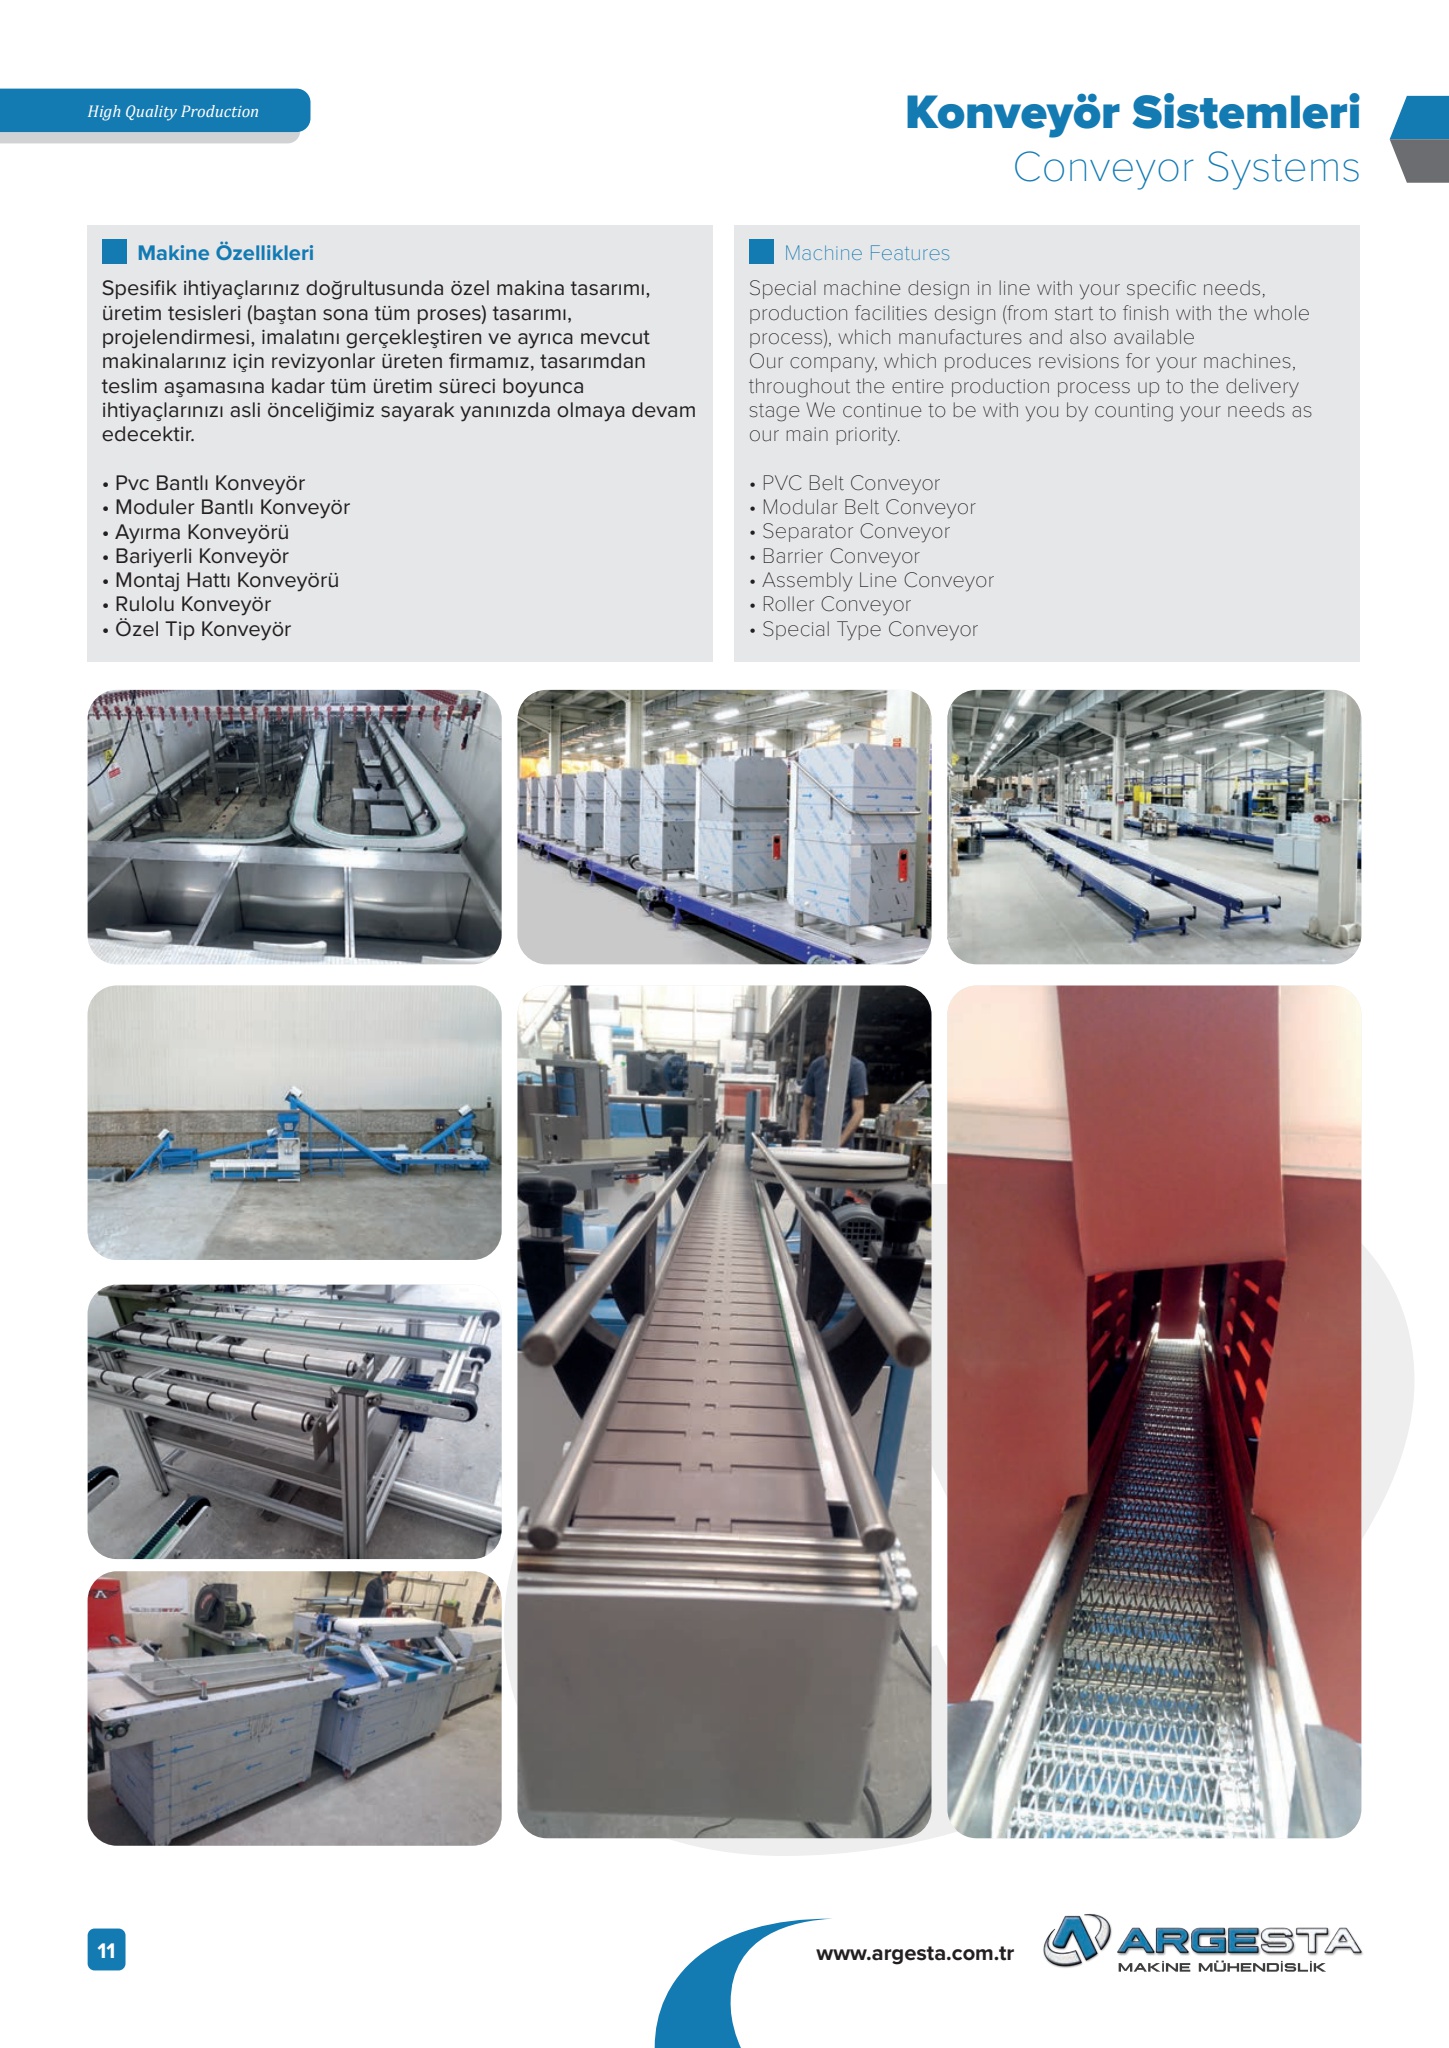 High Quality Production
Konveyör Sistemleri
Conveyor Systems
Makine Özellikleri
Spesifik ihtiyaçlarınız doğrultusunda özel makina tasarımı,
üretim tesisleri (baştan sona tüm proses) tasarımı,
projelendirmesi, imalatını gerçekleştiren ve ayrıca mevcut
makinalarınız için revizyonlar üreten firmamız, tasarımdan
teslim aşamasına kadar tüm üretim süreci boyunca
ihtiyaçlarınızı asli önceliğimiz sayarak yanınızda olmaya devam
edecektir.
• Pvc Bantlı Konveyör
• Moduler Bantlı Konveyör
• Ayırma Konveyörü
• Bariyerli Konveyör
• Montaj Hattı Konveyörü
• Rulolu Konveyör
• Özel Tip Konveyör
Machine Features
Special machine design in line with your specific needs,
production facilities design (from start to finish with the whole
process), which manufactures and also available
Our company, which produces revisions for your machines,
throughout the entire production process up to the delivery
stage We continue to be with you by counting your needs as
our main priority.
• PVC Belt Conveyor
• Modular Belt Conveyor
• Separator Conveyor
• Barrier Conveyor
• Assembly Line Conveyor
• Roller Conveyor
• Special Type Conveyor
11
www.argesta.com.tr
ARGESTA
MAKİNE MÜHENDİSLİK